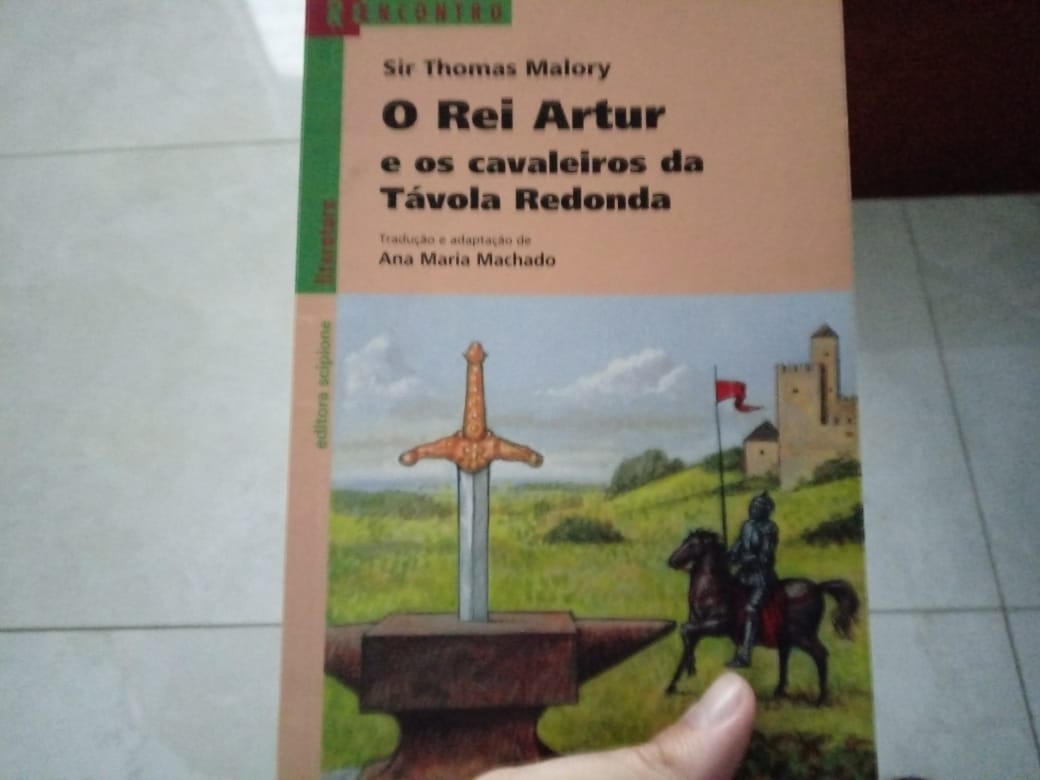 REENCONTRO
Sir Thomas Malory
O Rei Artur
e os cavaleiros da
Távola Redonda
Tradução e adaptação de
Ana Maria Machado
literatura
editora scipione